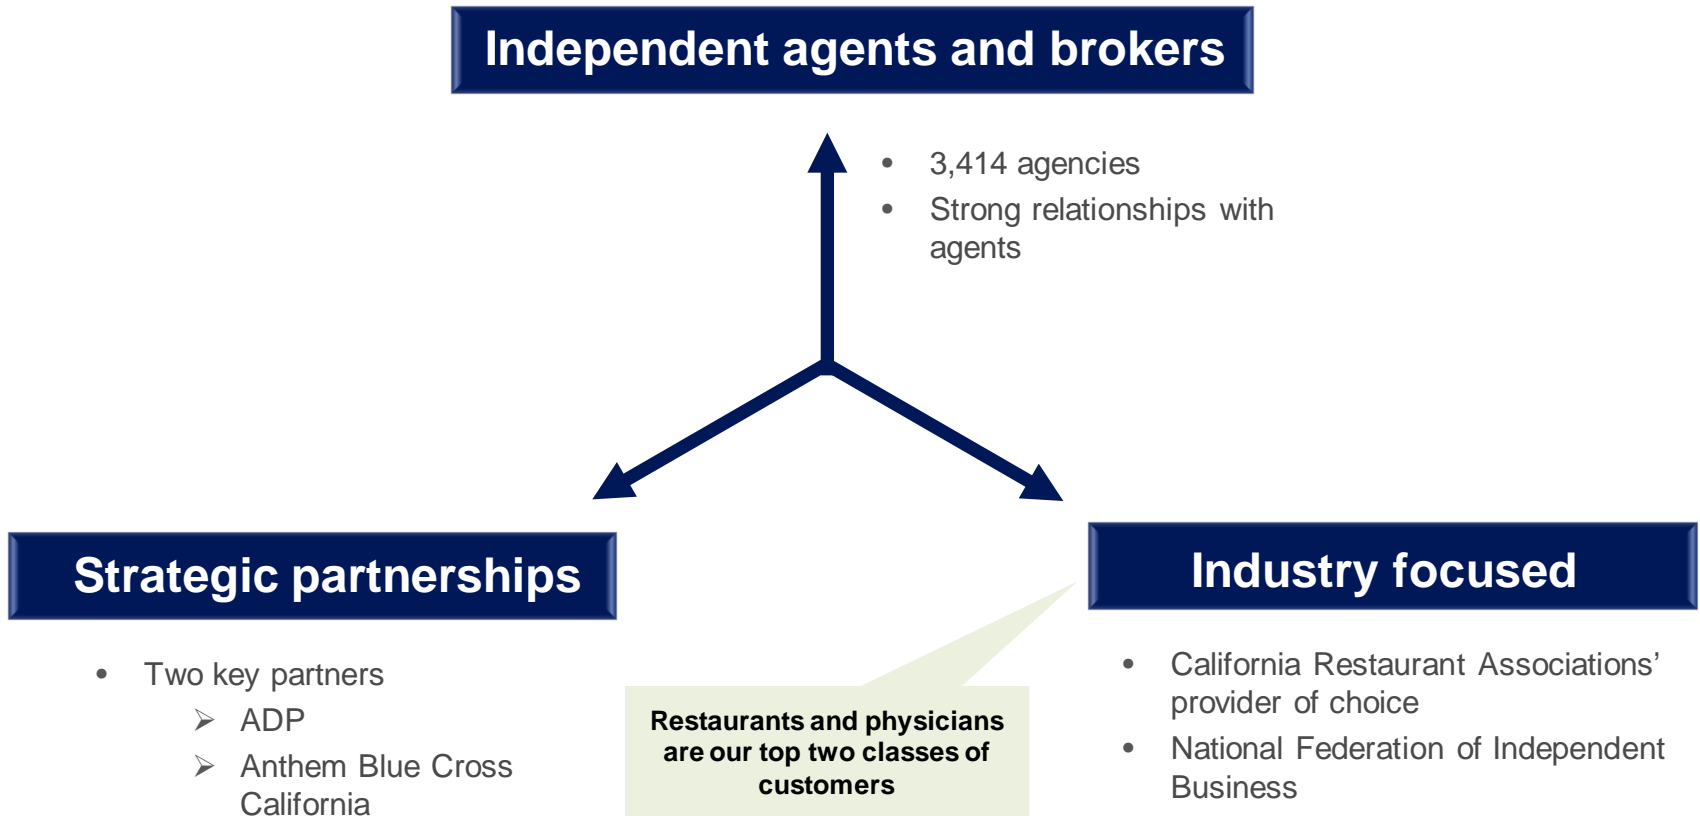 Independent agents and brokers
• 3,414 agencies
• Strong relationships with
agents
Strategic partnerships
• Two key partners
➢ ADP
➢ Anthem Blue Cross
California
Restaurants and physicians
are our top two classes of
customers
Industry focused
• California Restaurant Associations’
provider of choice
• National Federation of Independent
Business